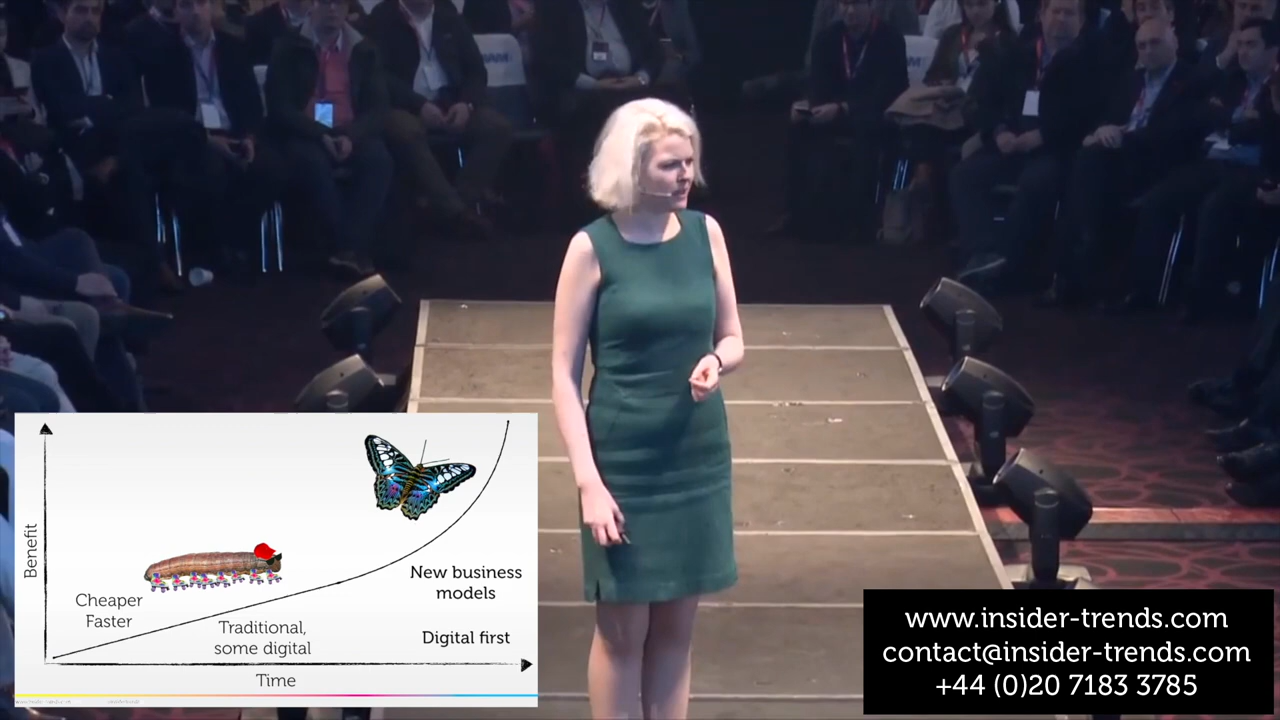 Benefit
Cheaper
Faster
Traditional,
some digital
New business
models
Digital first
Time
www.insider-trends.com
contact@insider-trends.com
+44 (0)20 7183 3785